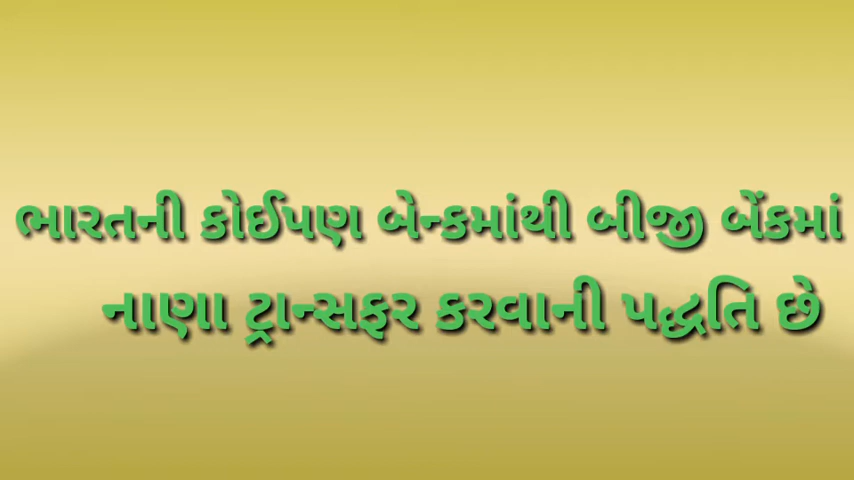 ભારતની કોઈપણ બેન્કમાંથી બીજી બેંકમાં
નાણા ટ્રાન્સફર કરવાની પદ્ધતિ છે